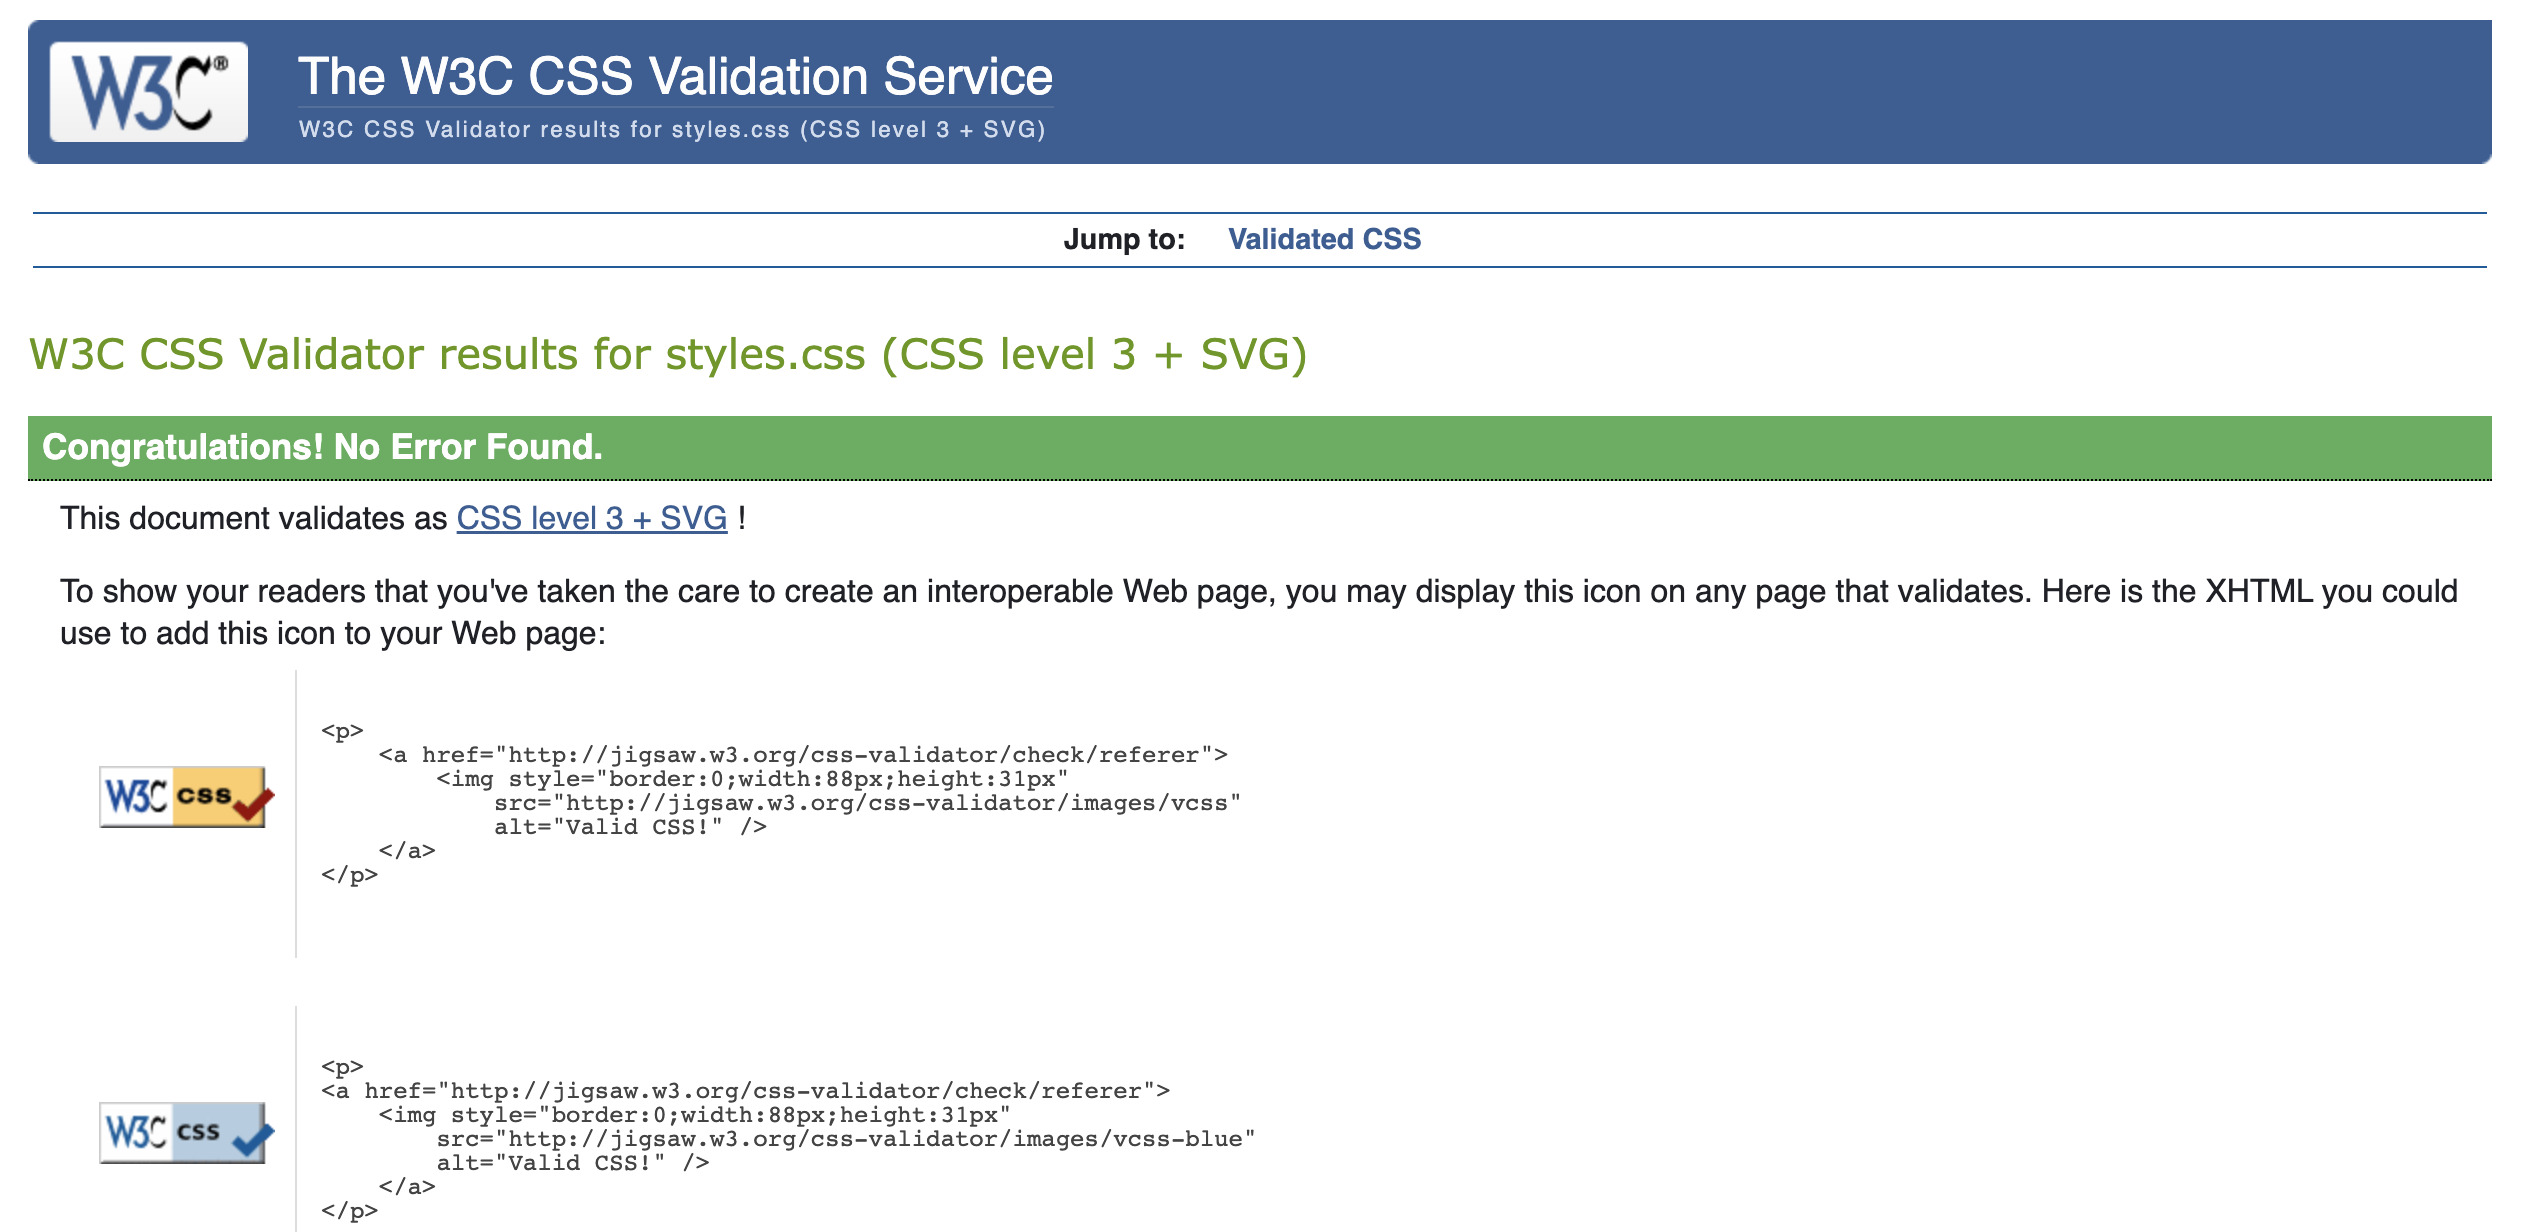 W3C®
The W3C CSS Validation Service
W3C CSS Validator results for styles.css (CSS level 3 + SVG)
Jump to: Validated CSS
W3C CSS Validator results for styles.css (CSS level 3 + SVG)
Congratulations! No Error Found.
This document validates as CSS level 3 + SVG !
To show your readers that you've taken the care to create an interoperable Web page, you may display this icon on any page that validates. Here is the XHTML you could
use to add this icon to your Web page:
W3C css
<p>
    <a href="http://jigsaw.w3.org/css-validator/check/referer">
        <img style="border:0;width:88px;height:31px"
            src="http://jigsaw.w3.org/css-validator/images/vcss"
            alt="Valid CSS!" />
    </a>
</p>
W3C css
<p>
<a href="http://jigsaw.w3.org/css-validator/check/referer">
    <img style="border:0;width:88px;height:31px"
        src="http://jigsaw.w3.org/css-validator/images/vcss-blue"
        alt="Valid CSS!" />
    </a>
</p>